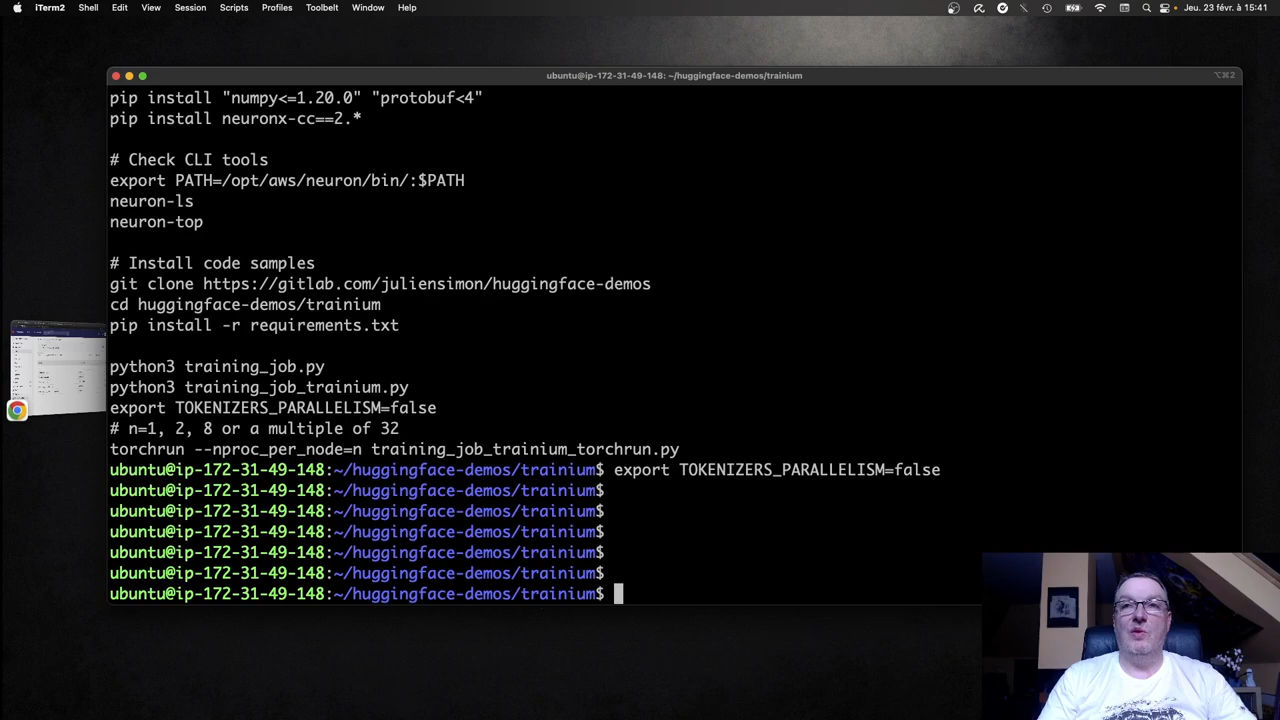 iTerm2 Shell Edit View Session Scripts Profiles Toolbelt Window Help Jeu. 23 févr. à 15:41
ubuntu@ip-172-31-49-148: ~/huggingface-demos/trainium ⌥⌘2
pip install "numpy<=1.20.0" "protobuf<4"
pip install neuronx-cc==2.*
# Check CLI tools
export PATH=/opt/aws/neuron/bin/:$PATH
neuron-ls
neuron-top
# Install code samples
git clone https://gitlab.com/juliensimon/huggingface-demos
cd huggingface-demos/trainium
pip install -r requirements.txt
python3 training_job.py
python3 training_job_trainium.py
export TOKENIZERS_PARALLELISM=false
# n=1, 2, 8 or a multiple of 32
torchrun --nproc_per_node=n training_job_trainium_torchrun.py
ubuntu@ip-172-31-49-148:~/huggingface-demos/trainium$ export TOKENIZERS_PARALLELISM=false
ubuntu@ip-172-31-49-148:~/huggingface-demos/trainium$
ubuntu@ip-172-31-49-148:~/huggingface-demos/trainium$
ubuntu@ip-172-31-49-148:~/huggingface-demos/trainium$
ubuntu@ip-172-31-49-148:~/huggingface-demos/trainium$
ubuntu@ip-172-31-49-148:~/huggingface-demos/trainium$
ubuntu@ip-172-31-49-148:~/huggingface-demos/trainium$